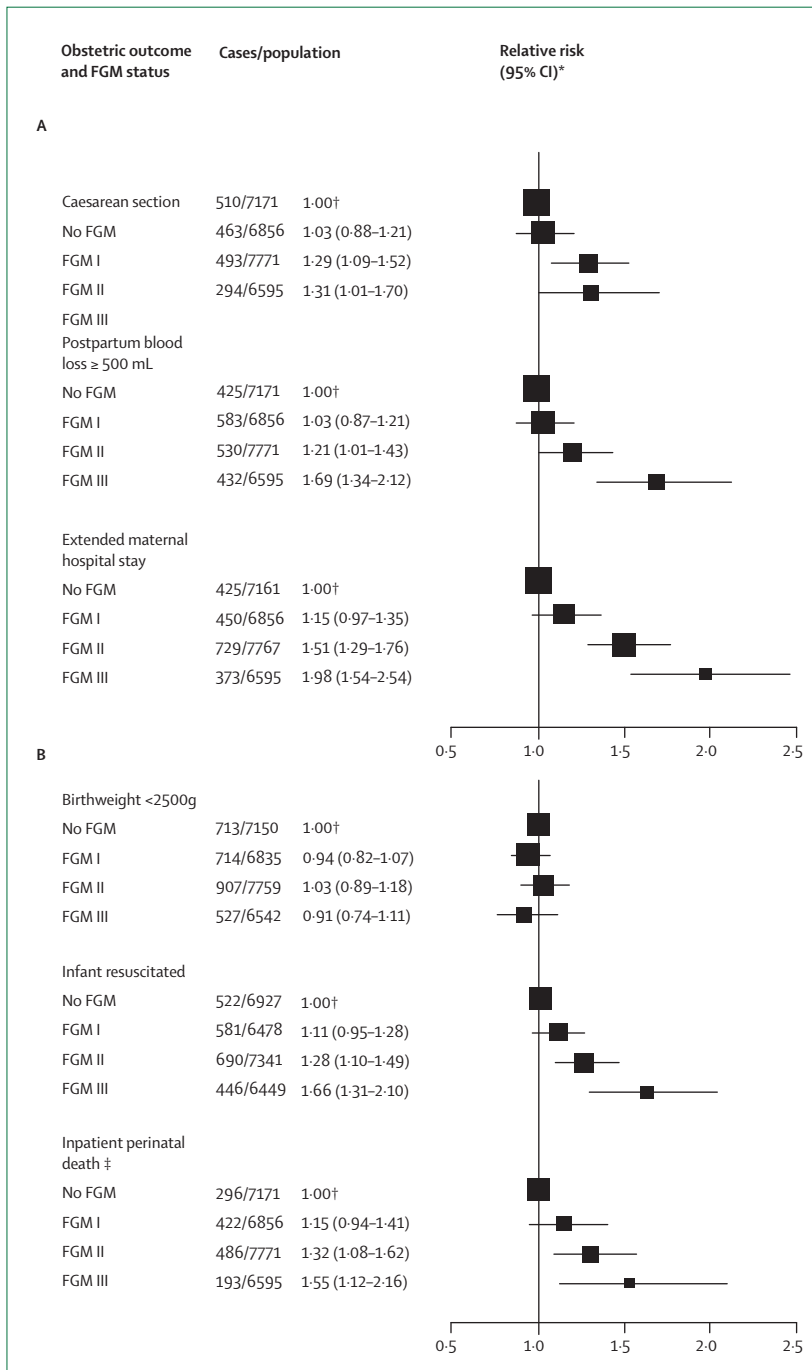 Obstetric outcome Cases/population Relative risk
and FGM status (95% CI)*
A
Caesarean section 510/7171 1·00†
No FGM 463/6856 1·03 (0·88–1·21)
FGM I 493/7771 1·29 (1·09–1·52)
FGM II 294/6595 1·31 (1·01–1·70)
FGM III
Postpartum blood
loss ≥ 500 mL
No FGM 425/7171 1·00†
FGM I 583/6856 1·03 (0·87–1·21)
FGM II 530/7771 1·21 (1·01–1·43)
FGM III 432/6595 1·69 (1·34–2·12)
Extended maternal
hospital stay
No FGM 425/7161 1·00†
FGM I 450/6856 1·15 (0·97–1·35)
FGM II 729/7767 1·51 (1·29–1·76)
FGM III 373/6595 1·98 (1·54–2·54)
0·5 1·0 1·5 2·0 2·5
B
Birthweight <2500g
No FGM 713/7150 1·00†
FGM I 714/6835 0·94 (0·82–1·07)
FGM II 907/7759 1·03 (0·89–1·18)
FGM III 527/6542 0·91 (0·74–1·11)
Infant resuscitated
No FGM 522/6927 1·00†
FGM I 581/6478 1·11 (0·95–1·28)
FGM II 690/7341 1·28 (1·10–1·49)
FGM III 446/6449 1·66 (1·31–2·10)
Inpatient perinatal
death ‡
No FGM 296/7171 1·00†
FGM I 422/6856 1·15 (0·94–1·41)
FGM II 486/7771 1·32 (1·08–1·62)
FGM III 193/6595 1·55 (1·12–2·16)
0·5 1·0 1·5 2·0 2·5